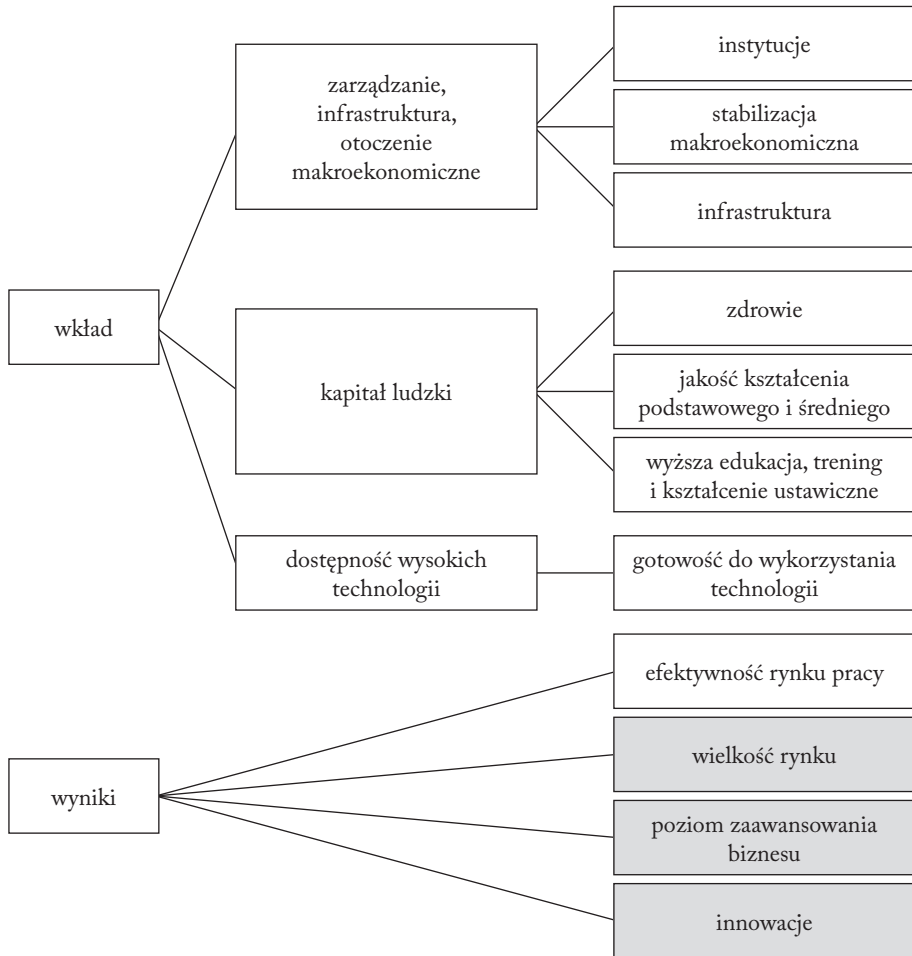 wkład
zarządzanie,
infrastruktura,
otoczenie
makroekonomiczne
instytucje
stabilizacja
makroekonomiczna
infrastruktura
kapitał ludzki
zdrowie
jakość kształcenia
podstawowego i średniego
wyższa edukacja, trening
i kształcenie ustawiczne
dostępność wysokich
technologii
gotowość do wykorzystania
technologii
wyniki
efektywność rynku pracy
wielkość rynku
poziom zaawansowania
biznesu
innowacje